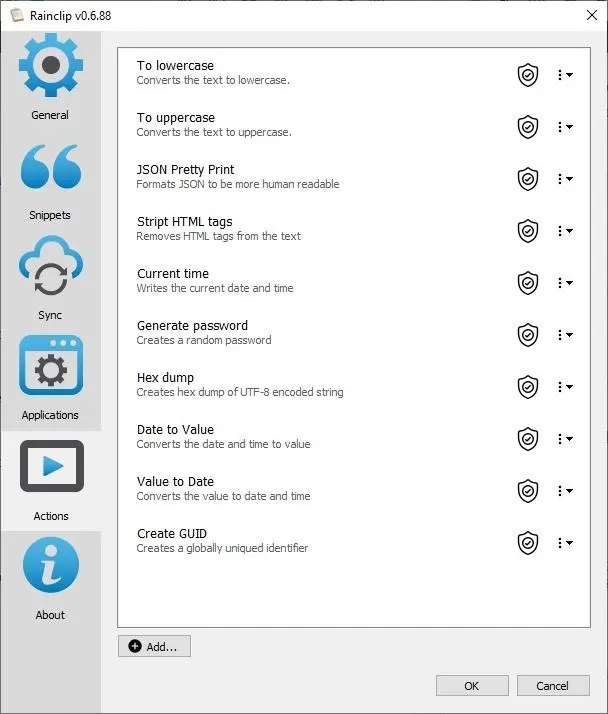 Rainclip v0.6.88
General
Snippets
Sync
Applications
Actions
About
To lowercase
Converts the text to lowercase.
To uppercase
Converts the text to uppercase.
JSON Pretty Print
Formats JSON to be more human readable
Stript HTML tags
Removes HTML tags from the text
Current time
Writes the current date and time
Generate password
Creates a random password
Hex dump
Creates hex dump of UTF-8 encoded string
Date to Value
Converts the date and time to value
Value to Date
Converts the value to date and time
Create GUID
Creates a globally uniqued identifier
Add...
OK
Cancel